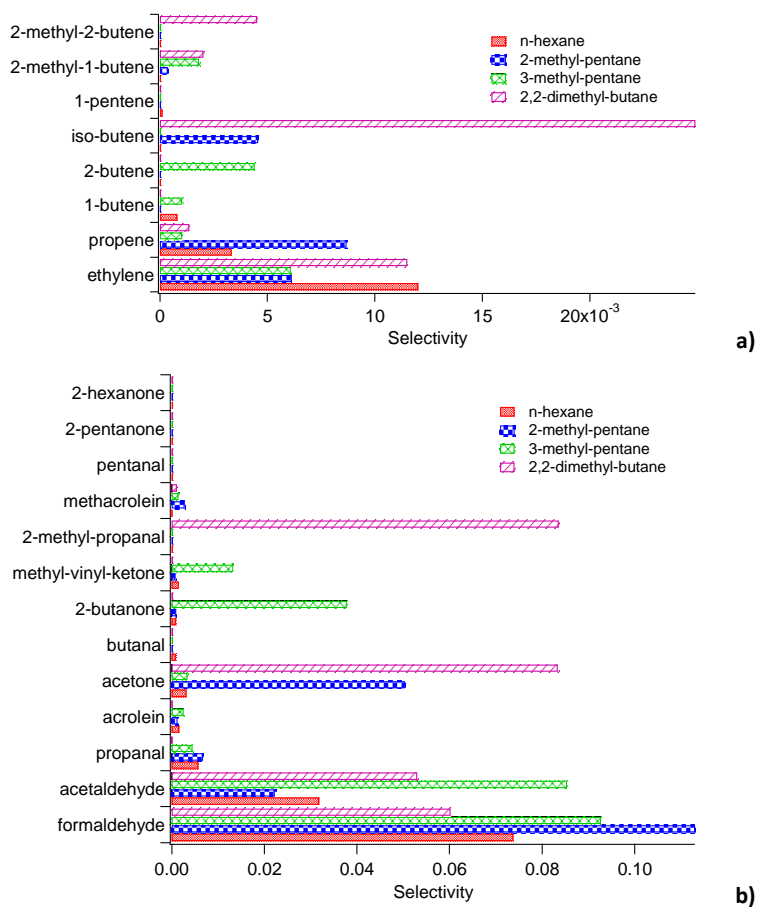 2-methyl-2-butene
2-methyl-1-butene
1-pentene
iso-butene
2-butene
1-butene
propene
ethylene
n-hexane
2-methyl-pentane
3-methyl-pentane
2,2-dimethyl-butane
0 5 10 15 20x10⁻³
Selectivity
a)
2-hexanone
2-pentanone
pentanal
methacrolein
2-methyl-propanal
methyl-vinyl-ketone
2-butanone
butanal
acetone
acrolein
propanal
acetaldehyde
formaldehyde
n-hexane
2-methyl-pentane
3-methyl-pentane
2,2-dimethyl-butane
0.00 0.02 0.04 0.06 0.08 0.10
Selectivity
b)